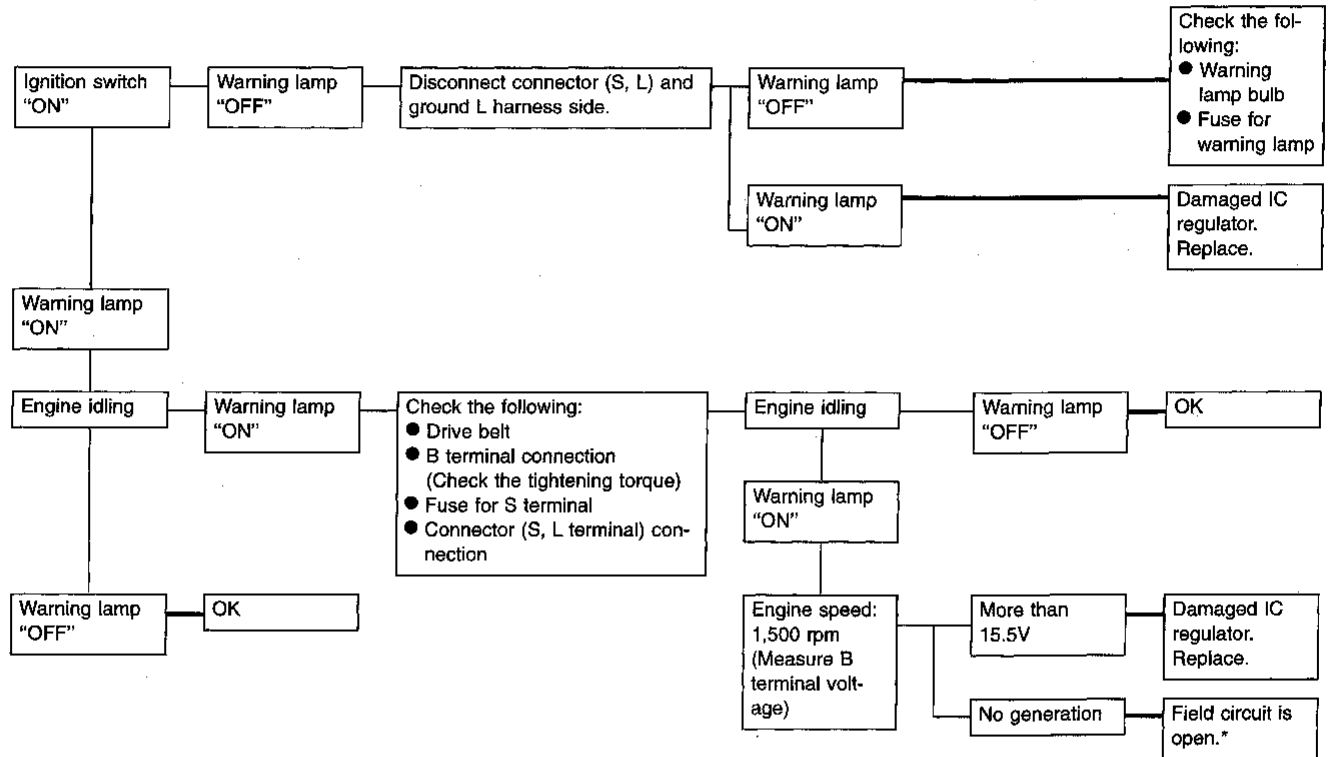 Ignition switch
“ON”
Warning lamp
“OFF”
Disconnect connector (S, L) and
ground L harness side.
Warning lamp
“OFF”
Check the fol-
lowing:
● Warning
lamp bulb
● Fuse for
warning lamp
Warning lamp
“ON”
Damaged IC
regulator.
Replace.
Warning lamp
“ON”
Engine idling
Warning lamp
“ON”
Check the following:
● Drive belt
● B terminal connection
(Check the tightening torque)
● Fuse for S terminal
● Connector (S, L terminal) con-
nection
Engine idling
Warning lamp
“OFF”
OK
Warning lamp
“ON”
Warning lamp
“OFF”
OK
Engine speed:
1,500 rpm
(Measure B
terminal volt-
age)
More than
15.5V
Damaged IC
regulator.
Replace.
No generation
Field circuit is
open.*